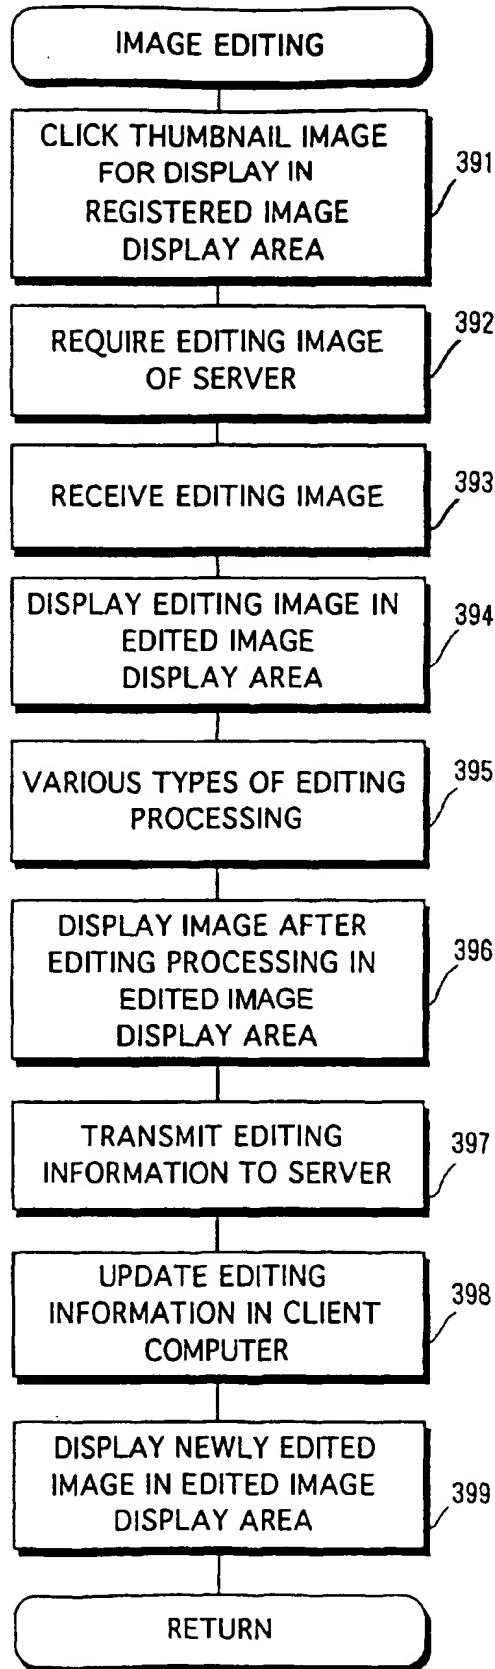 IMAGE EDITING
CLICK THUMBNAIL IMAGE
FOR DISPLAY IN
REGISTERED IMAGE
DISPLAY AREA
391
REQUIRE EDITING IMAGE
OF SERVER
392
RECEIVE EDITING IMAGE
393
DISPLAY EDITING IMAGE IN
EDITED IMAGE
DISPLAY AREA
394
VARIOUS TYPES OF EDITING
PROCESSING
395
DISPLAY IMAGE AFTER
EDITING PROCESSING IN
EDITED IMAGE
DISPLAY AREA
396
TRANSMIT EDITING
INFORMATION TO SERVER
397
UPDATE EDITING
INFORMATION IN CLIENT
COMPUTER
398
DISPLAY NEWLY EDITED
IMAGE IN EDITED IMAGE
DISPLAY AREA
399
RETURN